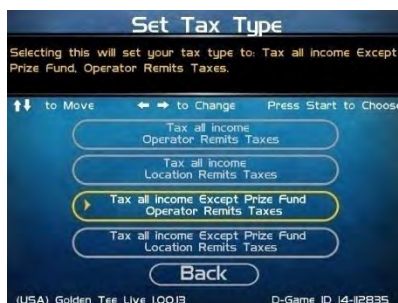 Set Tax Type
Selecting this will set your tax type to: Tax all income Except
Prize Fund, Operator Remits Taxes.
to Move to Change Press Start to Choose
Tax all income
Operator Remits Taxes
Tax all income
Location Remits Taxes
Tax all income Except Prize Fund
Operator Remits Taxes
Tax all income Except Prize Fund
Location Remits Taxes
Back
(USA) Golden Tee Live 1.00.13 D-Game ID 14-112835